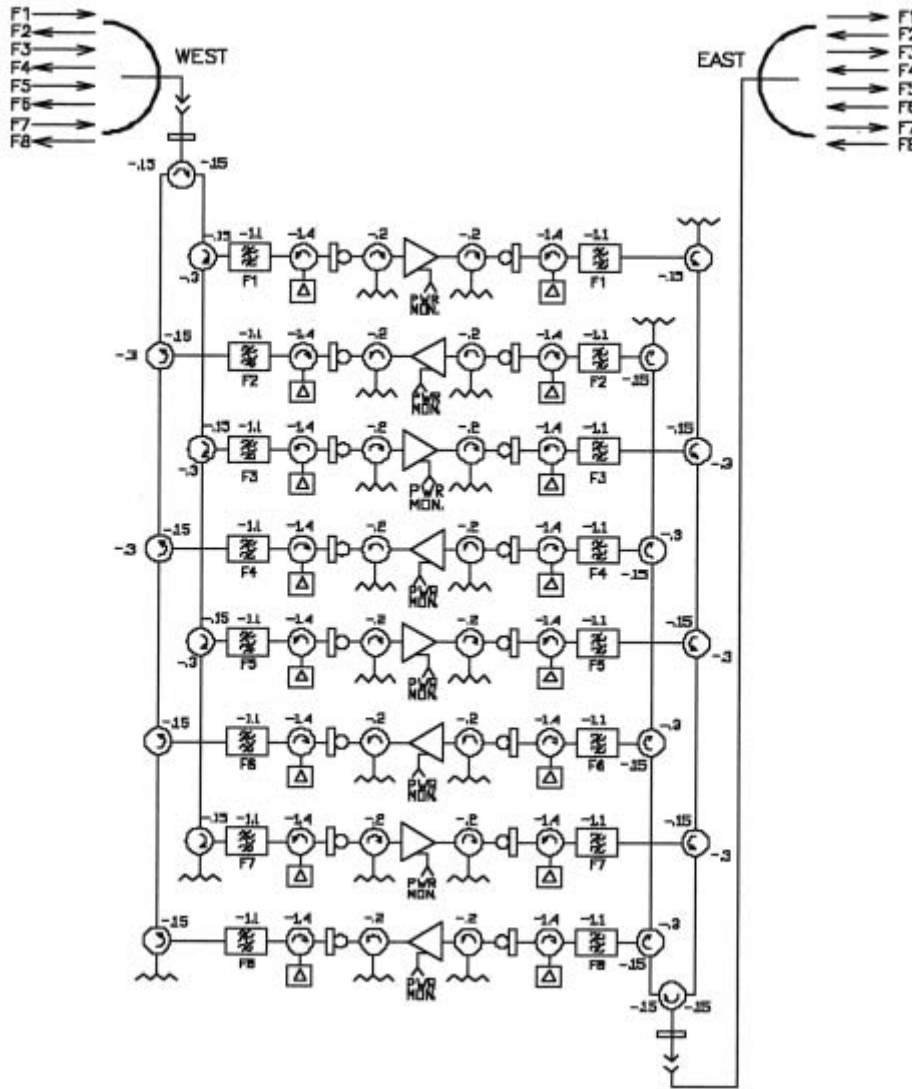 F1 F1
F2 F2
F3 WEST EAST F3
F4 F4
F5 F5
F6 F6
F7 F7
F8 F8
-.15 -.15
-.15 -1.1 -1.4 -.2 -.2 -1.4 -1.1
-.3 F1 PWR MON. F1 -.15
-.15 -1.1 -1.4 -.2 -.2 -1.4 -1.1
-.3 F2 PWR MON. F2 -.15
-.15 -1.1 -1.4 -.2 -.2 -1.4 -1.1 -.15
-.3 F3 PWR MON. F3 -.3
-.15 -1.1 -1.4 -.2 -.2 -1.4 -1.1 -.3
-.3 F4 PWR MON. F4 -.15
-.15 -1.1 -1.4 -.2 -.2 -1.4 -1.1 -.15
-.3 F5 PWR MON. F5 -.3
-.15 -1.1 -1.4 -.2 -.2 -1.4 -1.1 -.3
F6 PWR MON. F6 -.15
-.15 -1.1 -1.4 -.2 -.2 -1.4 -1.1 -.15
F7 PWR MON. F7 -.3
-.15 -1.1 -1.4 -.2 -.2 -1.4 -1.1 -.3
F8 PWR MON. F8 -.15
-.15 -.15